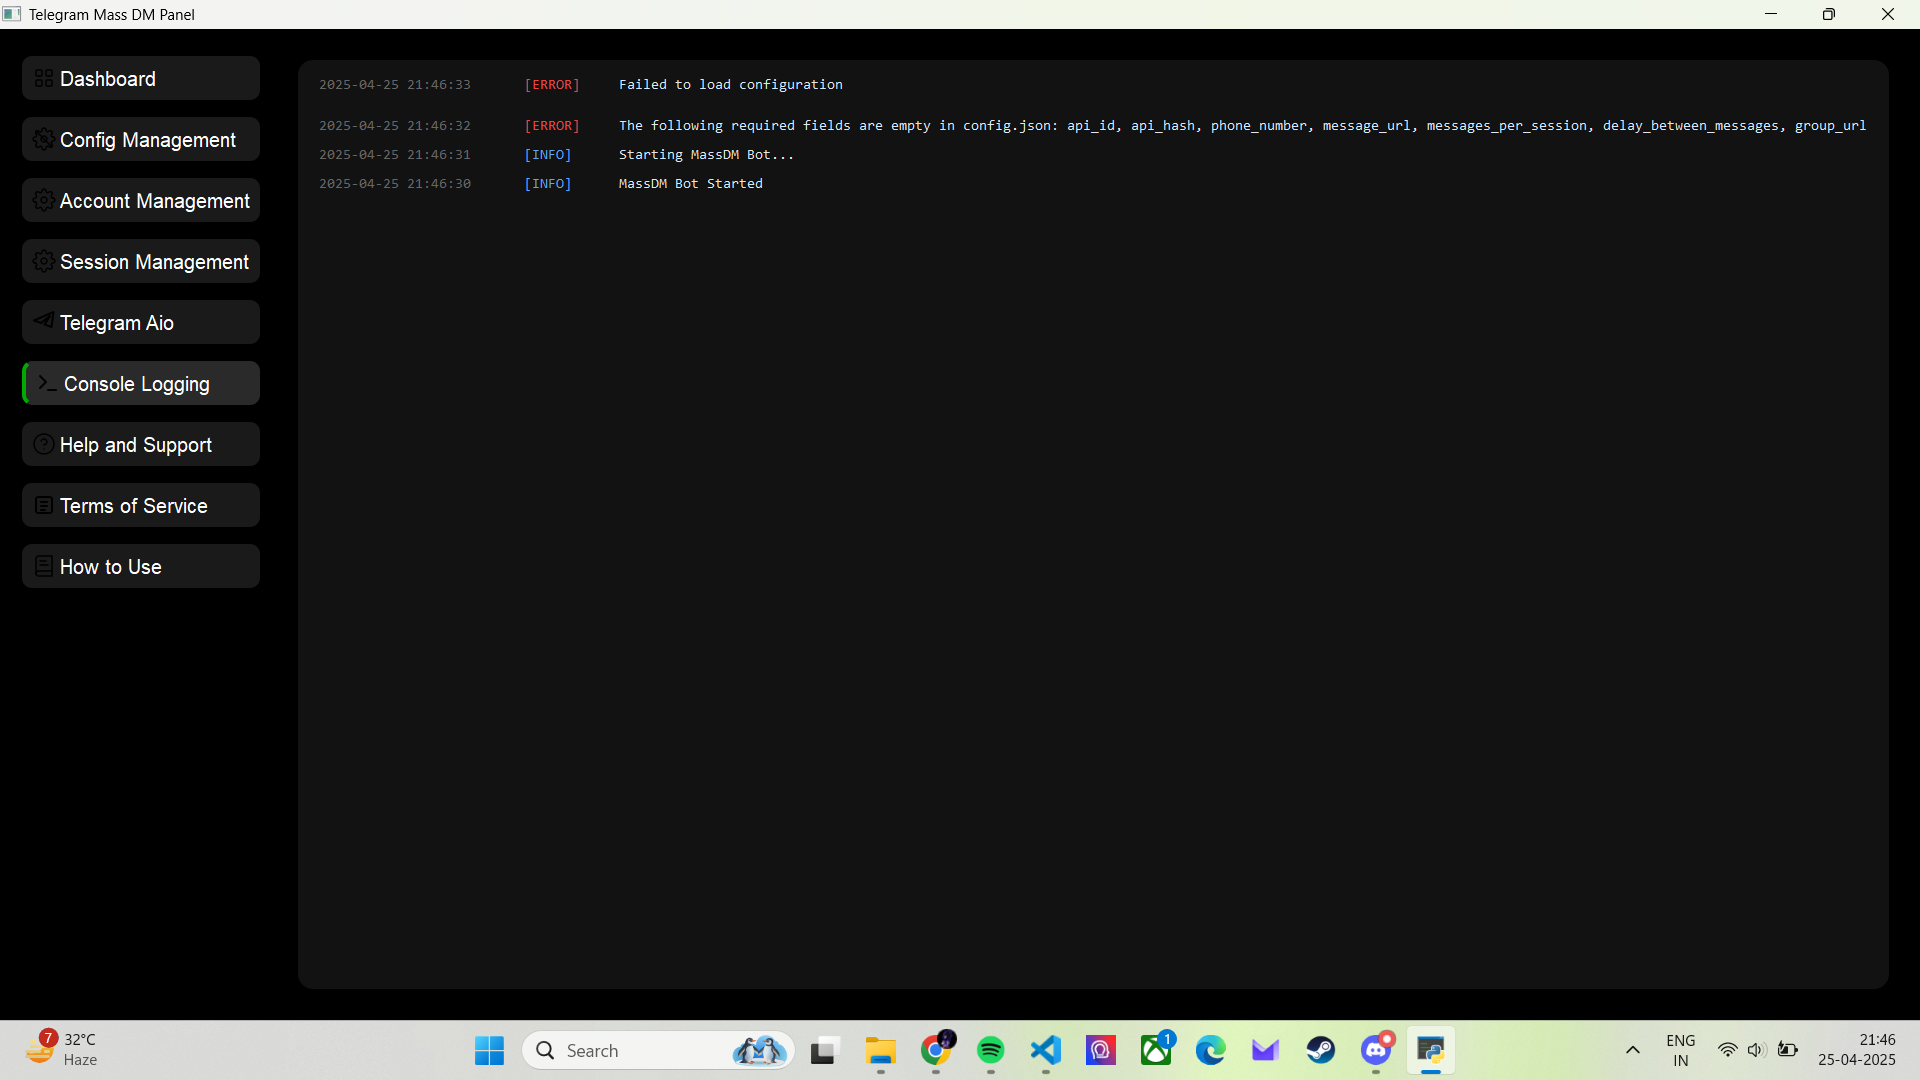 Telegram Mass DM Panel
Dashboard
Config Management
Account Management
Session Management
Telegram Aio
Console Logging
Help and Support
Terms of Service
How to Use
2025-04-25 21:46:33 [ERROR] Failed to load configuration
2025-04-25 21:46:32 [ERROR] The following required fields are empty in config.json: api_id, api_hash, phone_number, message_url, messages_per_session, delay_between_messages, group_url
2025-04-25 21:46:31 [INFO] Starting MassDM Bot...
2025-04-25 21:46:30 [INFO] MassDM Bot Started
7
32°C
Haze
Search
1
ENG
IN
21:46
25-04-2025